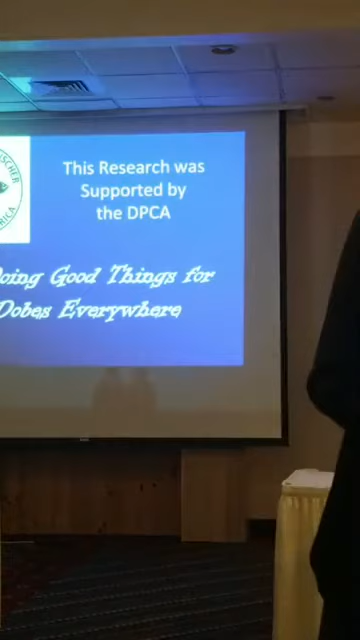 This Research was
Supported by
the DPCA
oing Good Things for
Dobes Everywhere